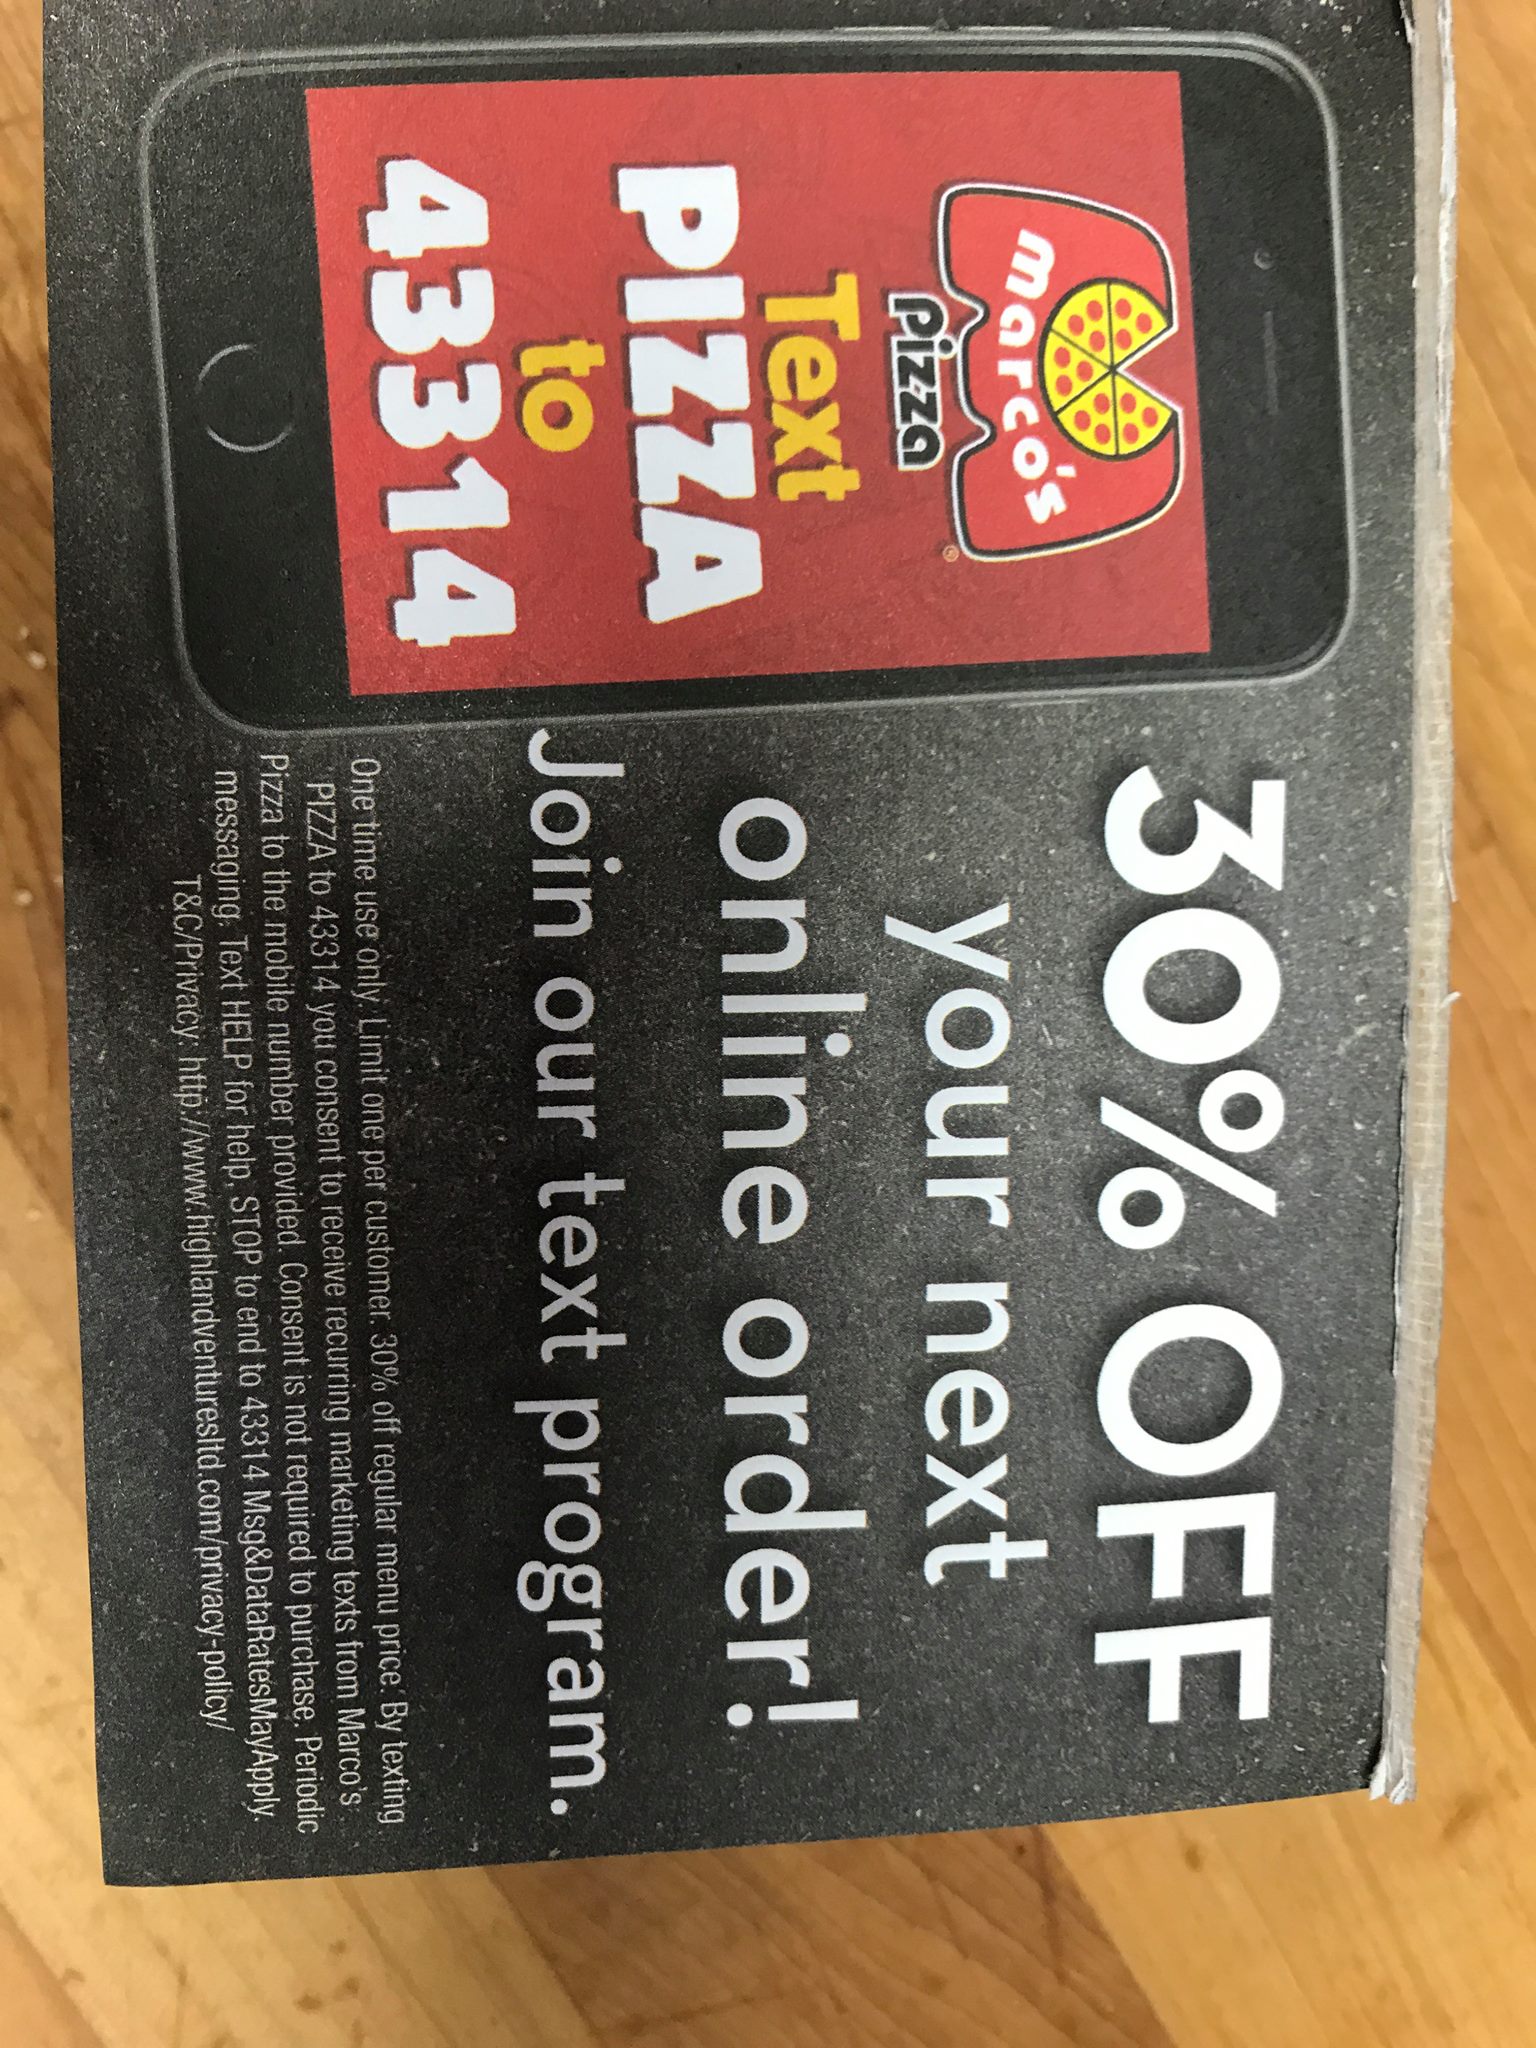 marco's
pizza
Text
PIZZA
to
43314
30% OFF
your next
online order!
Join our text program.
One time use only. Limit one per customer. 30% off regular menu price. By texting
PIZZA to 43314 you consent to receive recurring marketing texts from Marco's
Pizza to the mobile number provided. Consent is not required to purchase. Periodic
messaging. Text HELP for help, STOP to end to 43314 Msg&DataRatesMayApply.
T&C/Privacy: http://www.highlandventuresltd.com/privacy-policy/